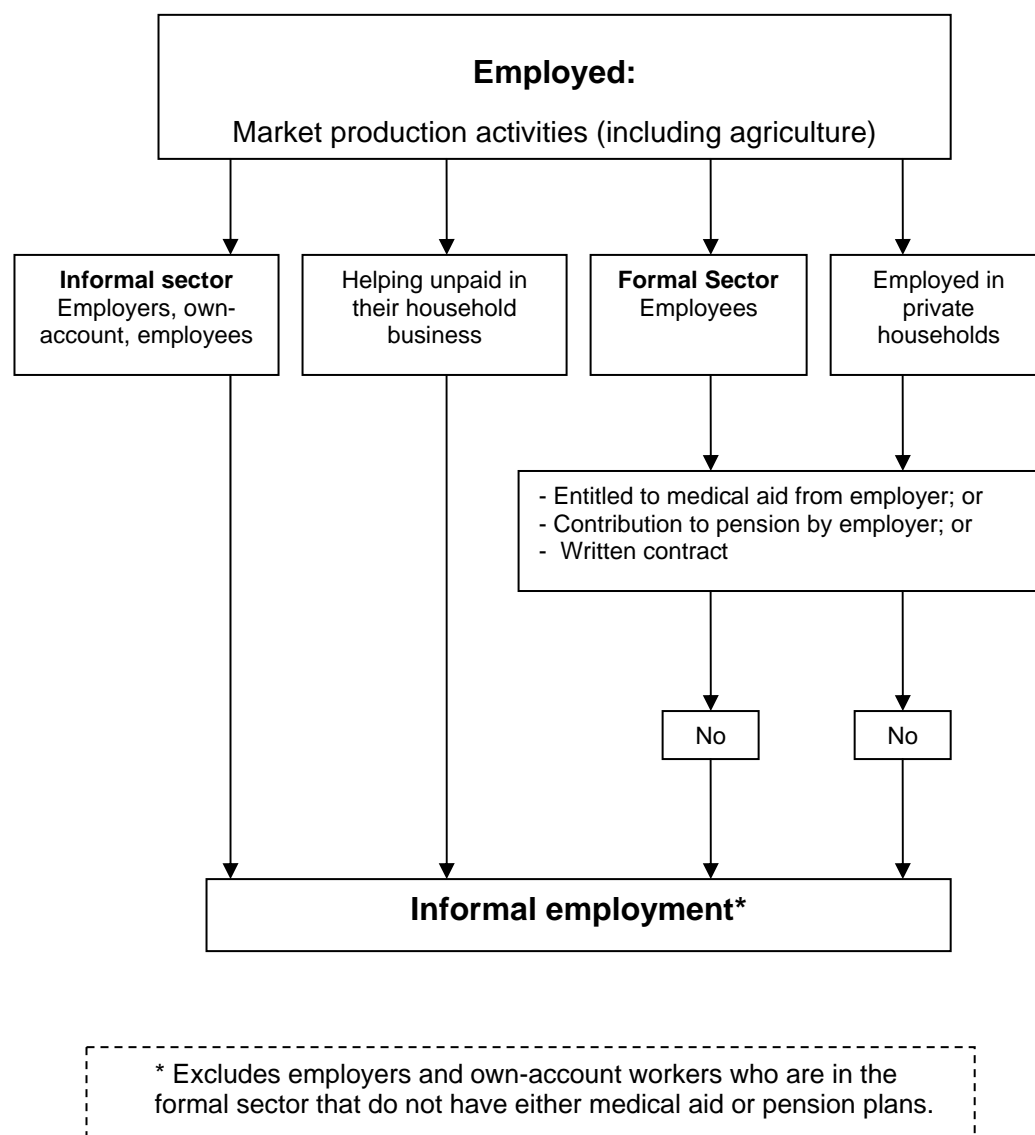 Employed:
Market production activities (including agriculture)
Informal sector
Employers, own-
account, employees
Helping unpaid in
their household
business
Formal Sector
Employees
Employed in
private
households
- Entitled to medical aid from employer; or
- Contribution to pension by employer; or
- Written contract
No
No
Informal employment*
* Excludes employers and own-account workers who are in the
formal sector that do not have either medical aid or pension plans.